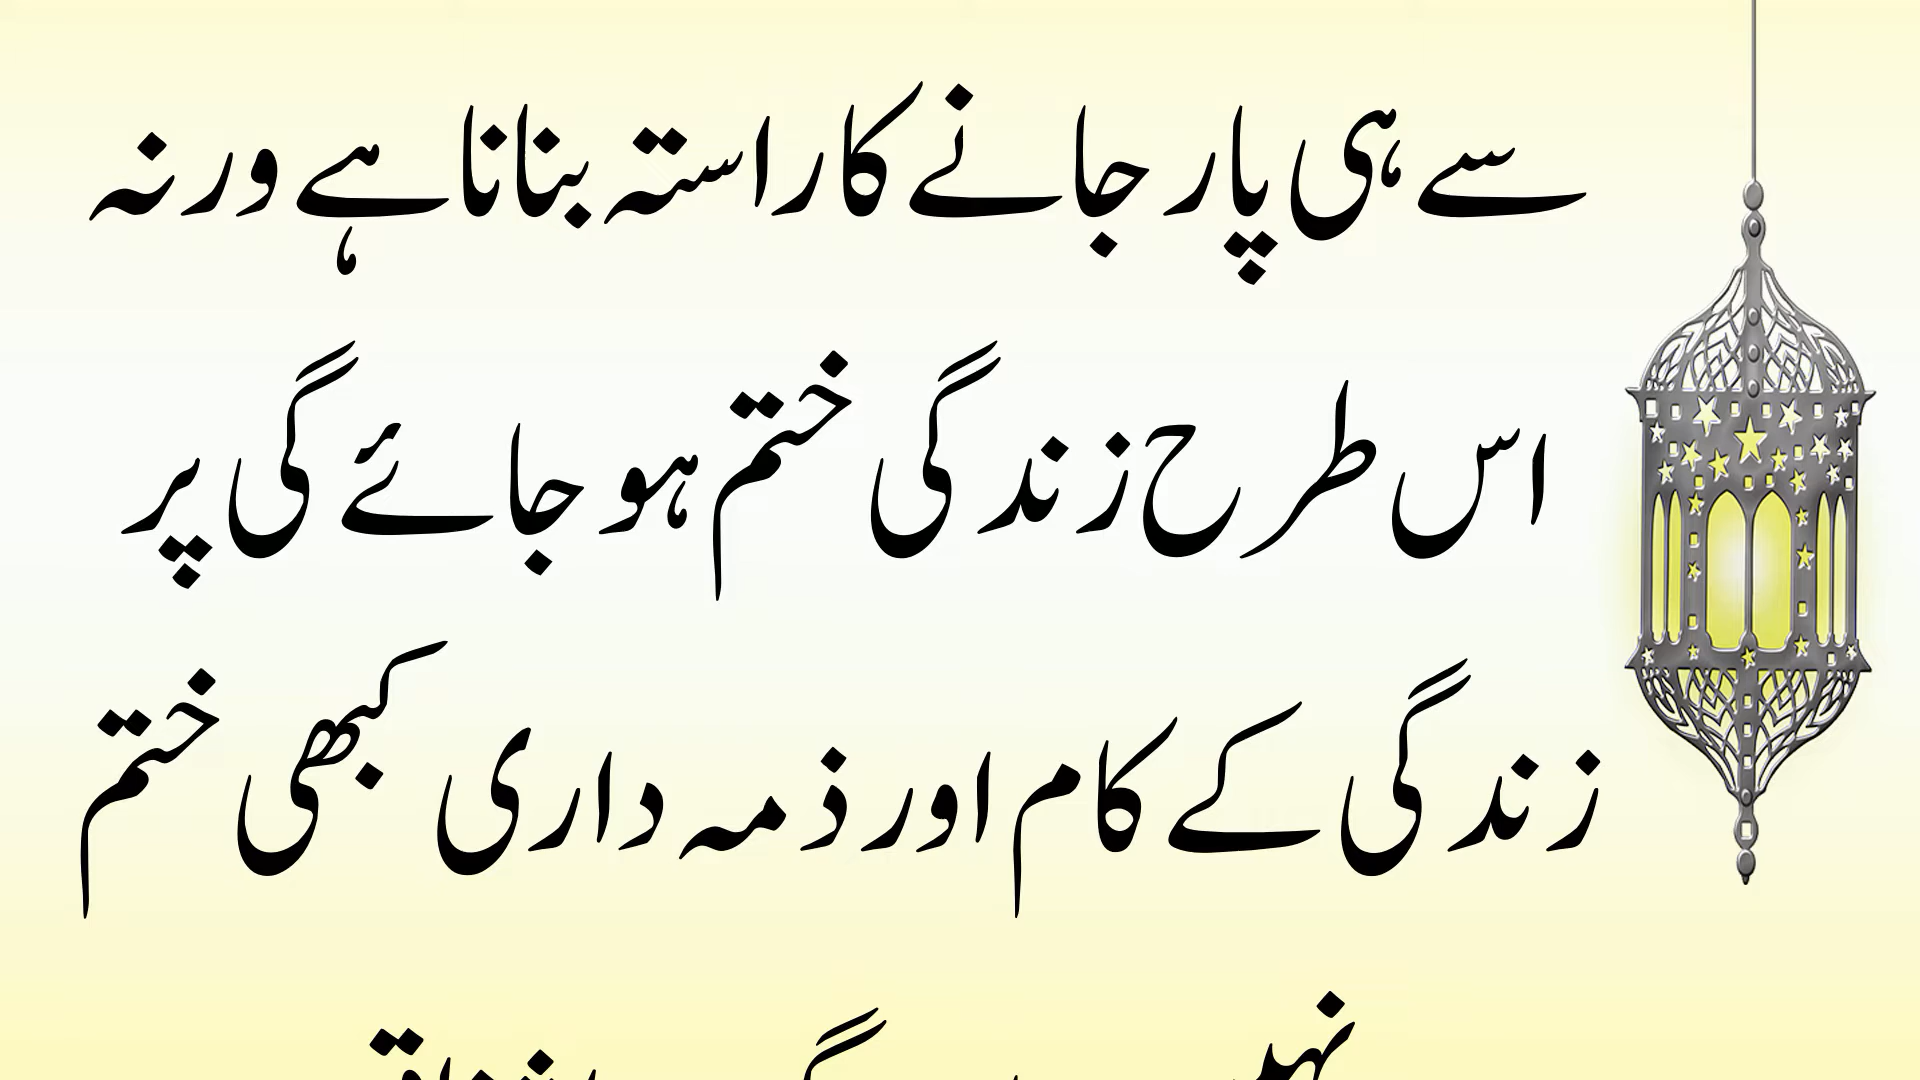 سے ہی پار جانے کا راستہ بنانا ہے ورنہ
اس طرح زندگی ختم ہو جائے گی پر
زندگی کے کام اور ذمہ داری کبھی ختم
نہیں